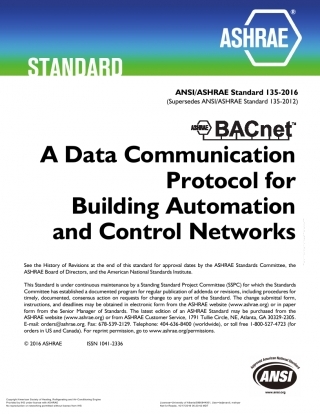 ASHRAE
STANDARD
ANSI/ASHRAE Standard 135-2016
(Supersedes ANSI/ASHRAE Standard 135-2012)
ASHRAE BACnet™
A Data Communication
Protocol for
Building Automation
and Control Networks
See the History of Revisions at the end of this standard for approval dates by the ASHRAE Standards Committee, the
ASHRAE Board of Directors, and the American National Standards Institute.
This Standard is under continuous maintenance by a Standing Standard Project Committee (SSPC) for which the Standards
Committee has established a documented program for regular publication of addenda or revisions, including procedures for
timely, documented, consensus action on requests for change to any part of the Standard. The change submittal form,
instructions, and deadlines may be obtained in electronic form from the ASHRAE website (www.ashrae.org) or in paper
form from the Senior Manager of Standards. The latest edition of an ASHRAE Standard may be purchased from the
ASHRAE website (www.ashrae.org) or from ASHRAE Customer Service, 1791 Tullie Circle, NE, Atlanta, GA 30329-2305.
E-mail: orders@ashrae.org. Fax: 678-539-2129. Telephone: 404-636-8400 (worldwide), or toll free 1-800-527-4723 (for
orders in US and Canada). For reprint permission, go to www.ashrae.org/permissions.
© 2016 ASHRAE ISSN 1041-2336
ANSI